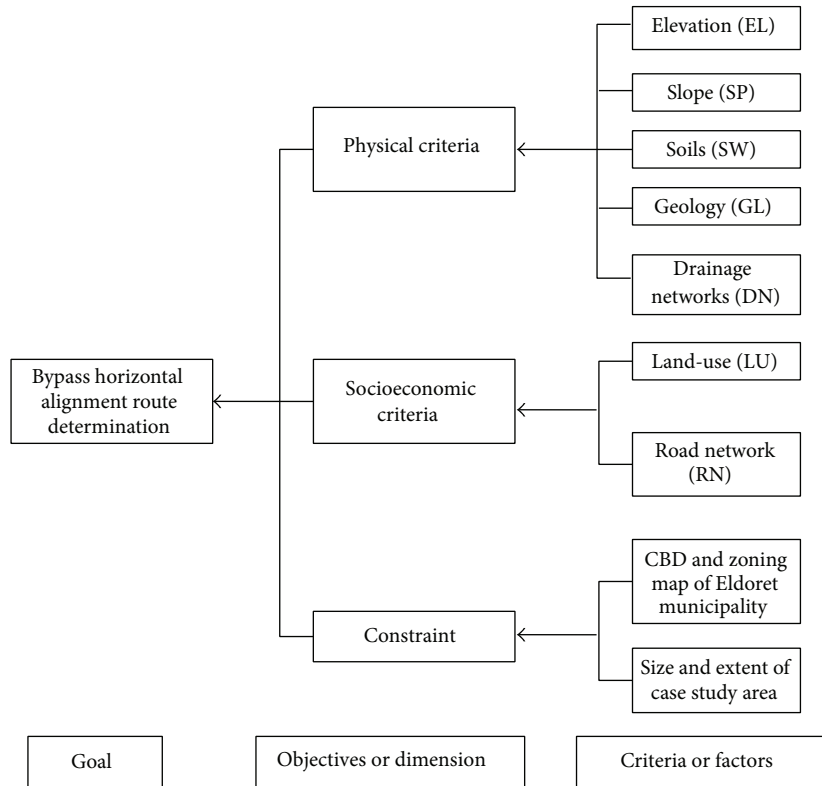 Elevation (EL)
Slope (SP)
Physical criteria
Soils (SW)
Geology (GL)
Drainage
networks (DN)
Bypass horizontal
alignment route
determination
Socioeconomic
criteria
Land-use (LU)
Road network
(RN)
CBD and zoning
map of Eldoret
municipality
Constraint
Size and extent of
case study area
Goal
Objectives or dimension
Criteria or factors